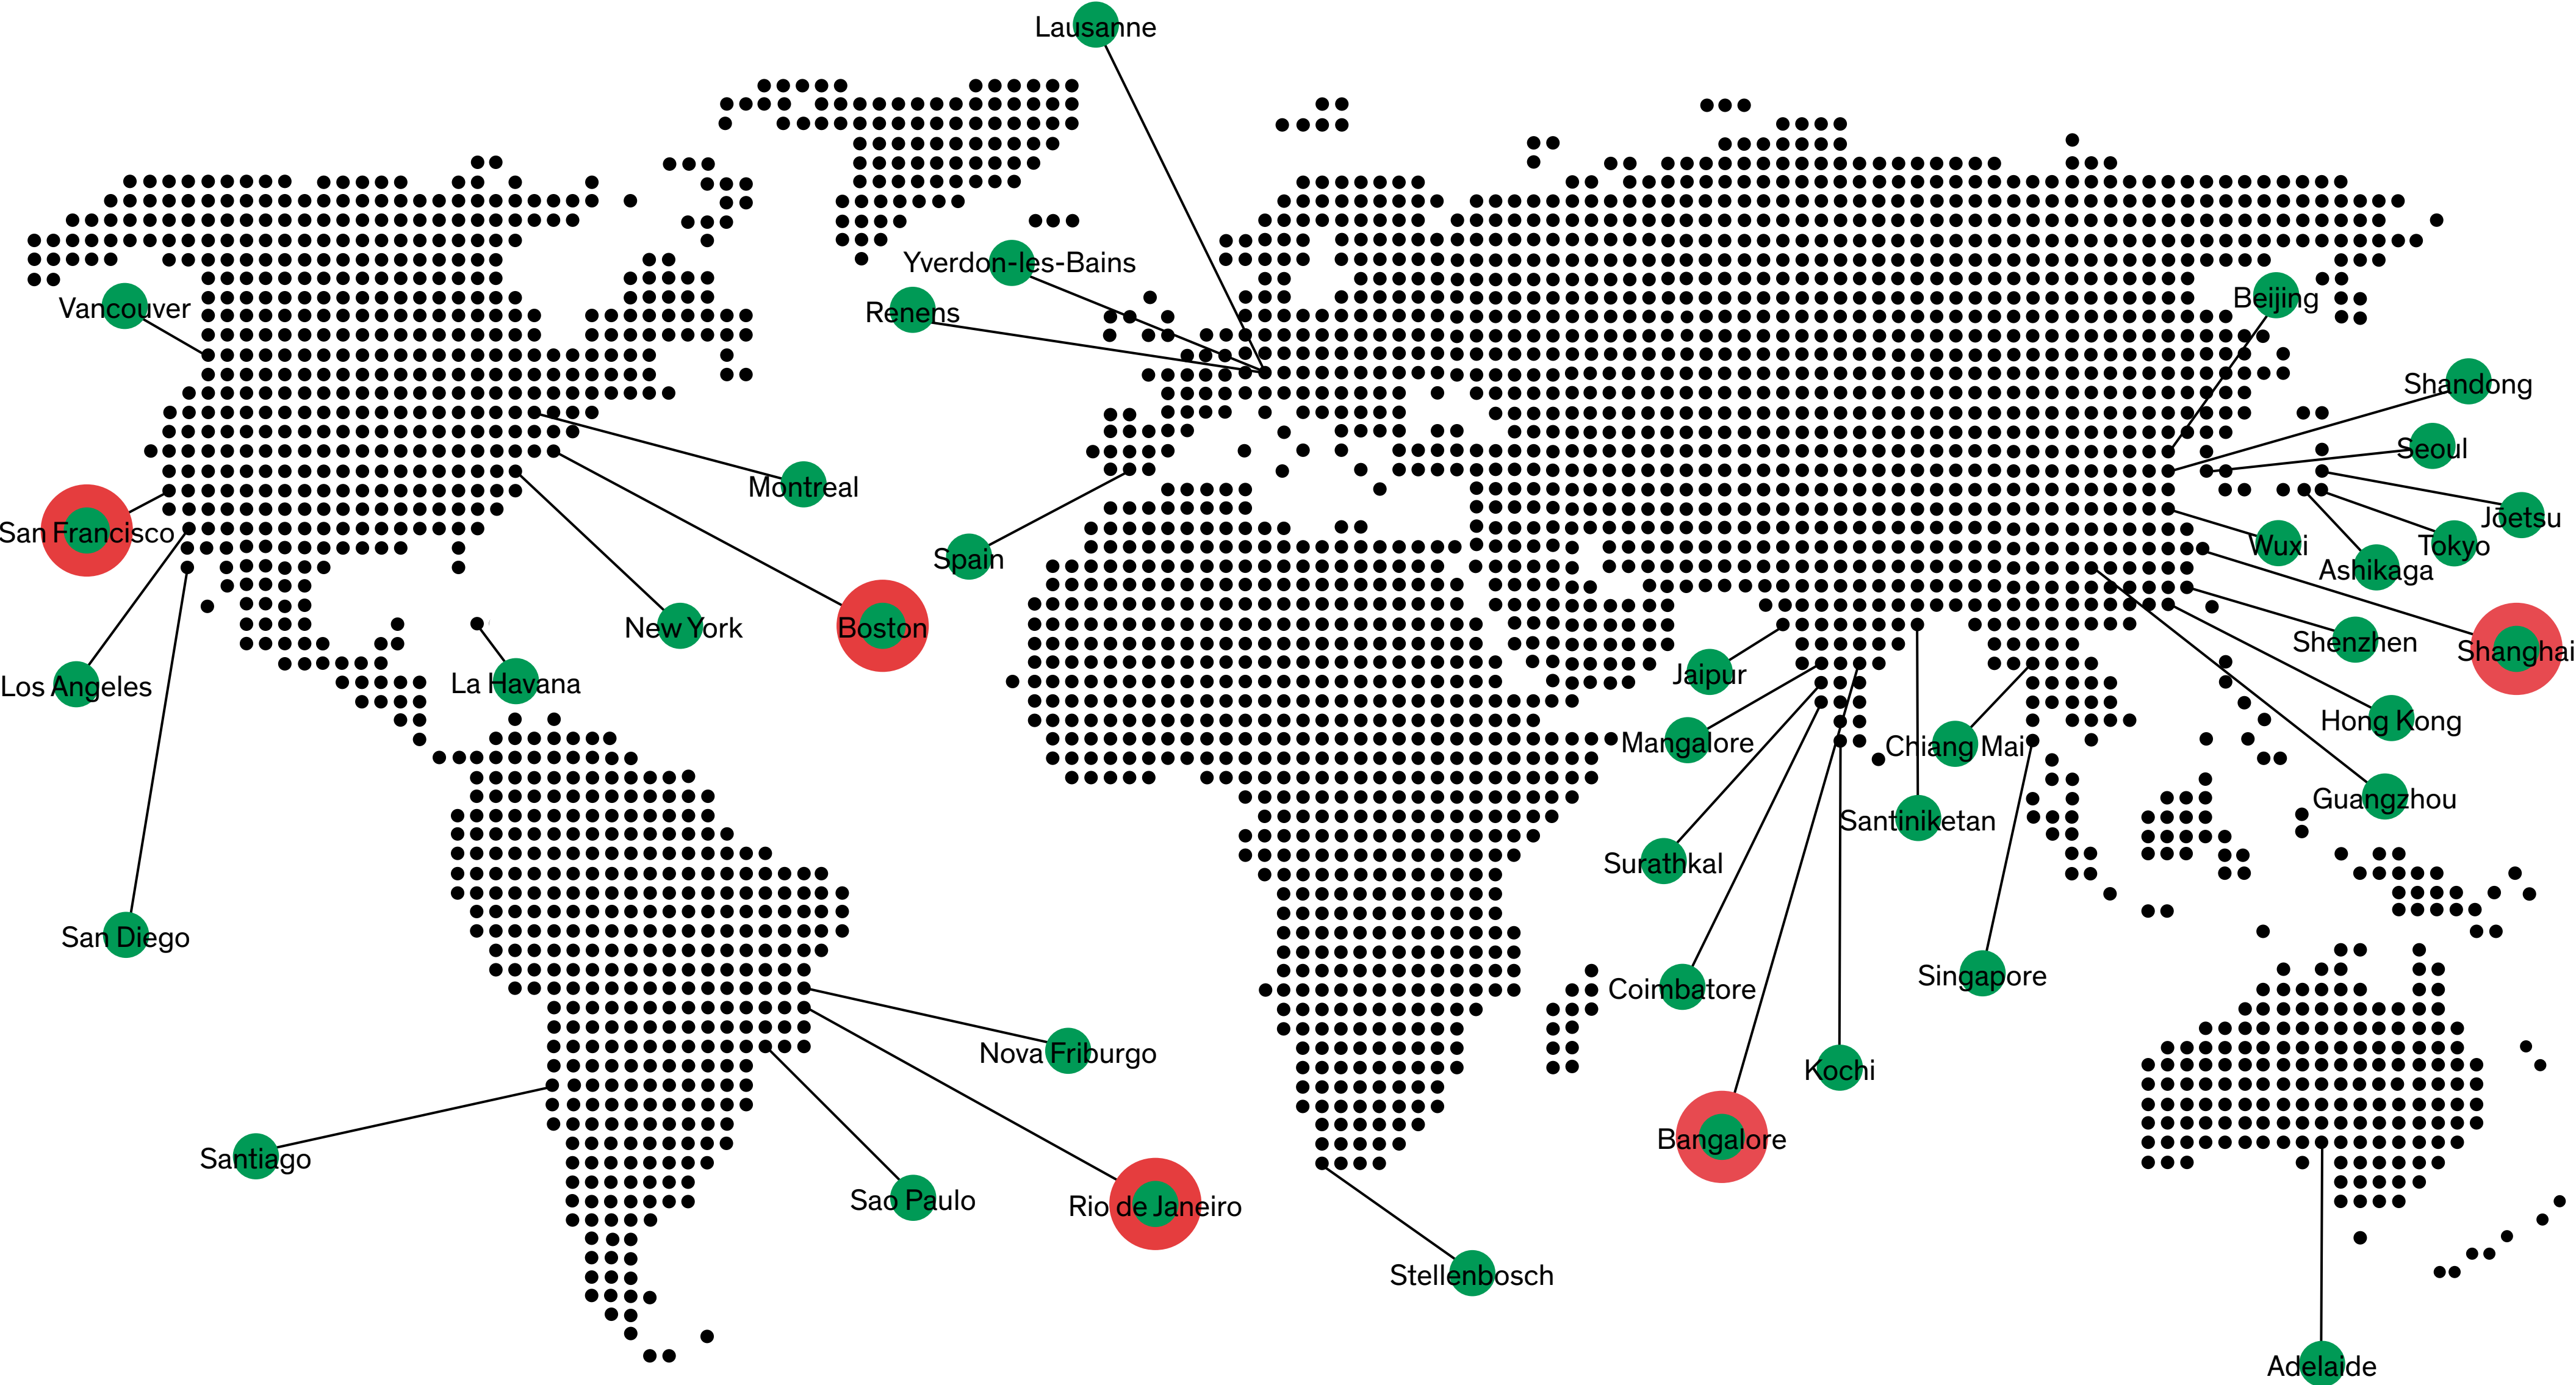 Lausanne
Yverdon-les-Bains
Vancouver
Renens
Beijing
Shandong
Seoul
Montreal
Jōetsu
San Francisco
Spain
Wuxi
Tokyo
Ashikaga
New York
Boston
Shenzhen
Shanghai
Los Angeles
La Havana
Jaipur
Hong Kong
Mangalore
Chiang Mai
Guangzhou
Santiniketan
Surathkal
San Diego
Singapore
Coimbatore
Nova Friburgo
Kochi
Bangalore
Santiago
Sao Paulo
Rio de Janeiro
Stellenbosch
Adelaide